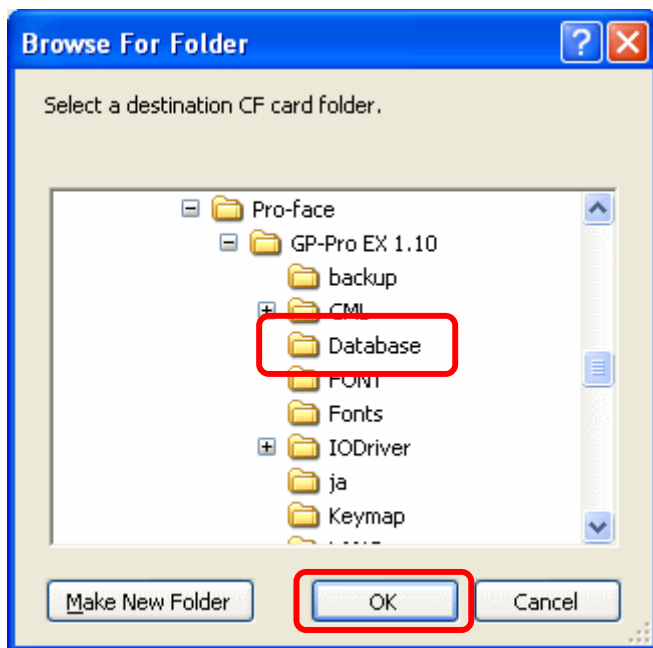 Browse For Folder
Select a destination CF card folder.
Pro-face
GP-Pro EX 1.10
backup
CML
Database
FONT
Fonts
IODriver
ja
Keymap
Make New Folder
OK
Cancel